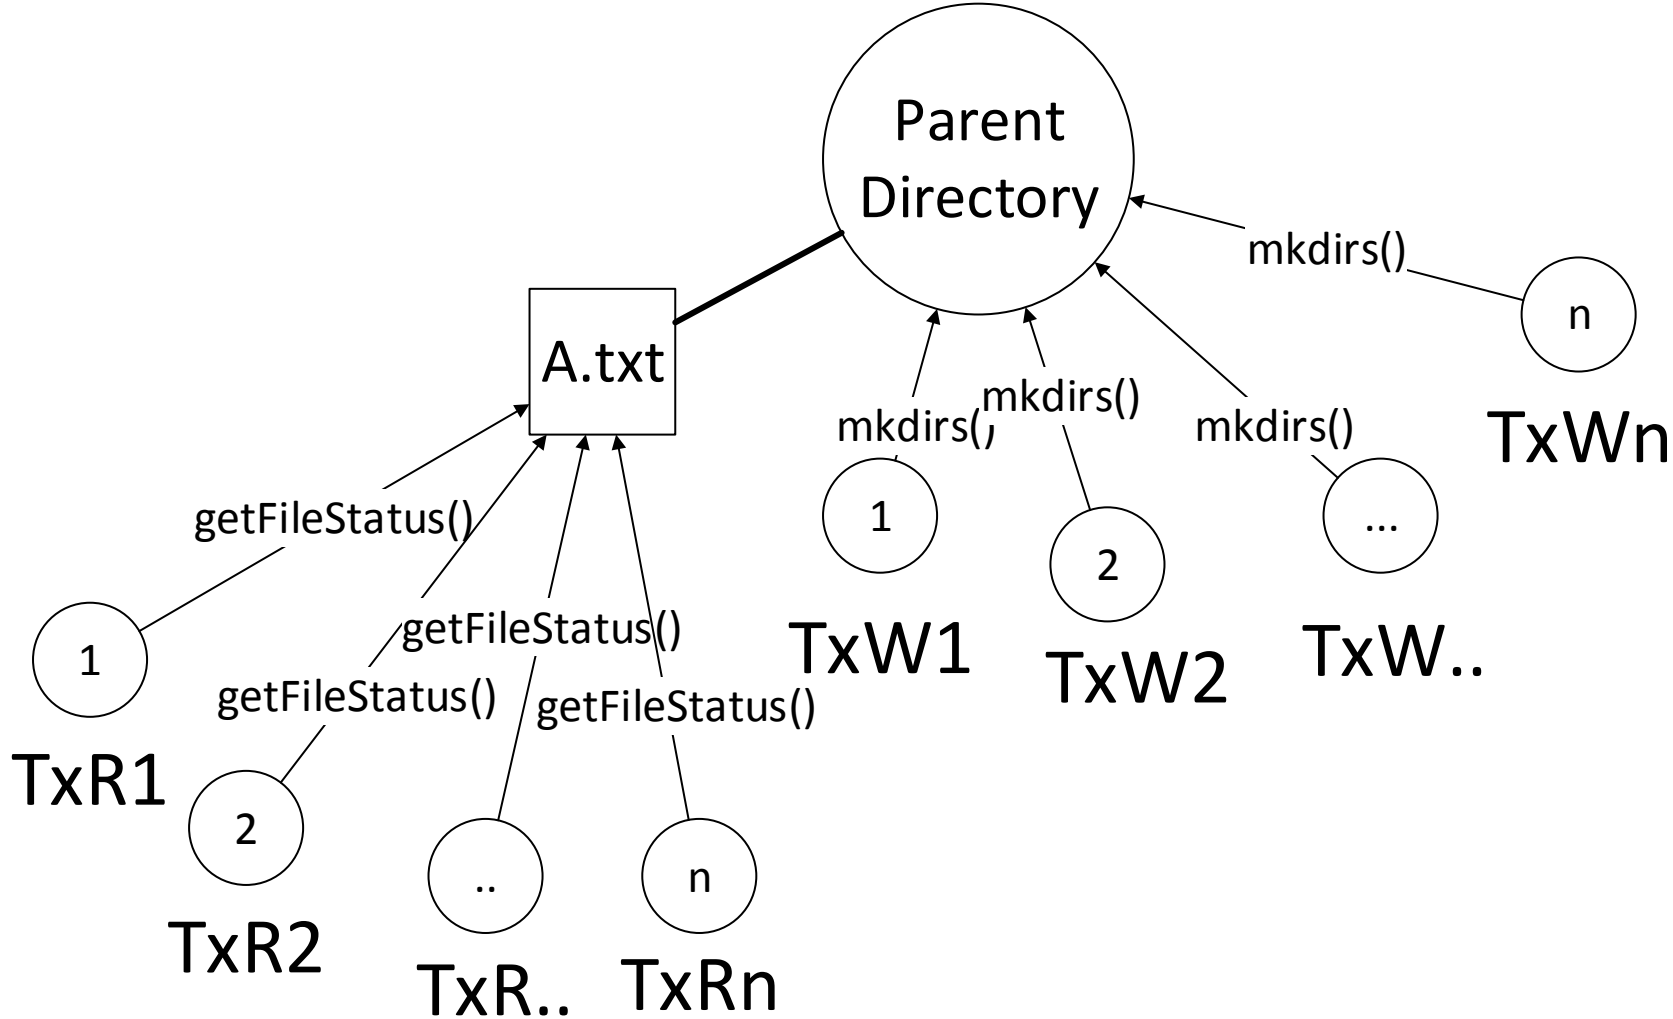 Parent
Directory
mkdirs()
n
TxWn
A.txt
mkdirs()
mkdirs()
mkdirs()
1
TxW1
2
TxW2
...
TxW..
getFileStatus()
getFileStatus()
getFileStatus()
getFileStatus()
1
TxR1
2
TxR2
..
TxR..
n
TxRn